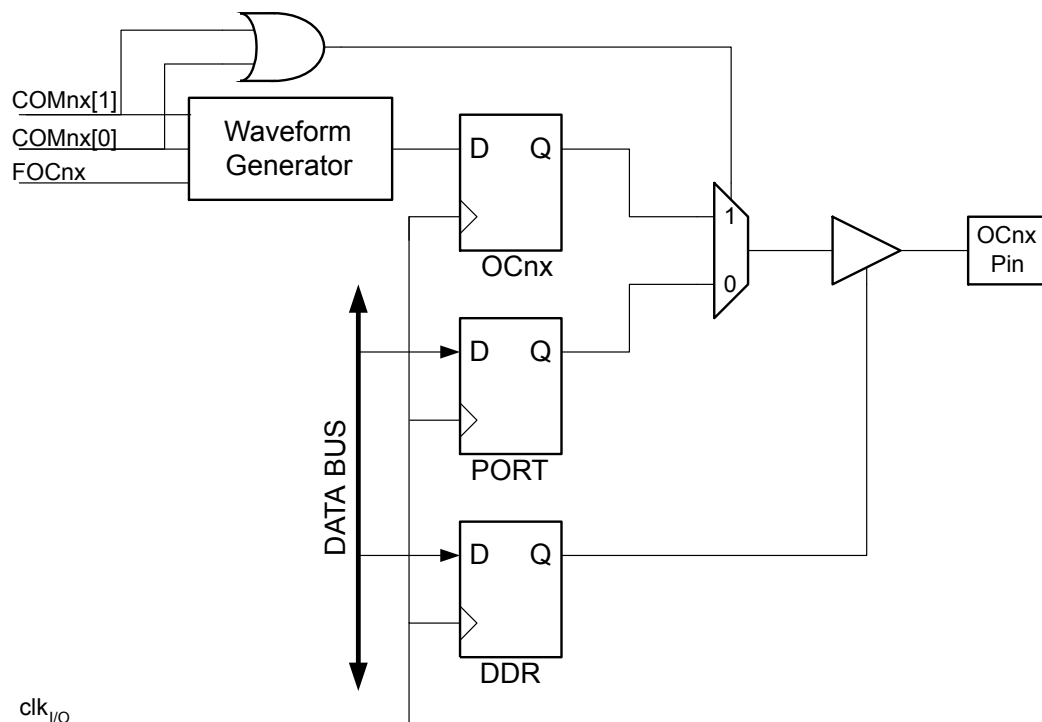 COMnx[1]
COMnx[0]
FOCnx
Waveform
Generator
D
Q
OCnx
1
0
OCnx
Pin
D
Q
PORT
DATA BUS
D
Q
DDR
clkI/O